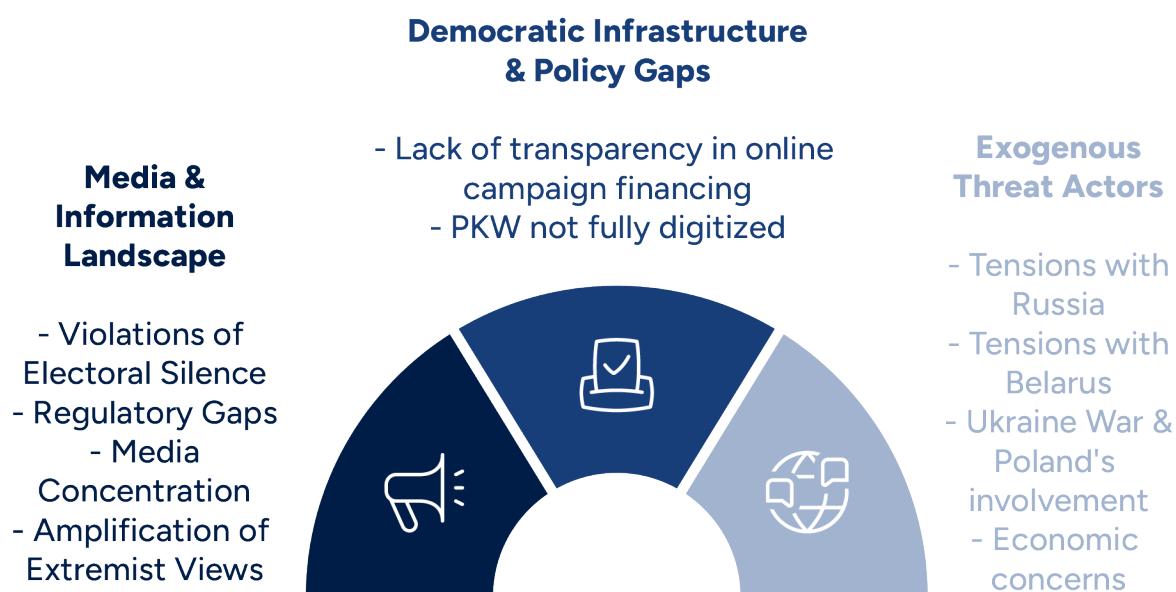 Democratic Infrastructure
& Policy Gaps
- Lack of transparency in online
campaign financing
- PKW not fully digitized
Media &
Information
Landscape
- Violations of
Electoral Silence
- Regulatory Gaps
- Media
Concentration
- Amplification of
Extremist Views
Exogenous
Threat Actors
- Tensions with
Russia
- Tensions with
Belarus
- Ukraine War &
Poland's
involvement
- Economic
concerns